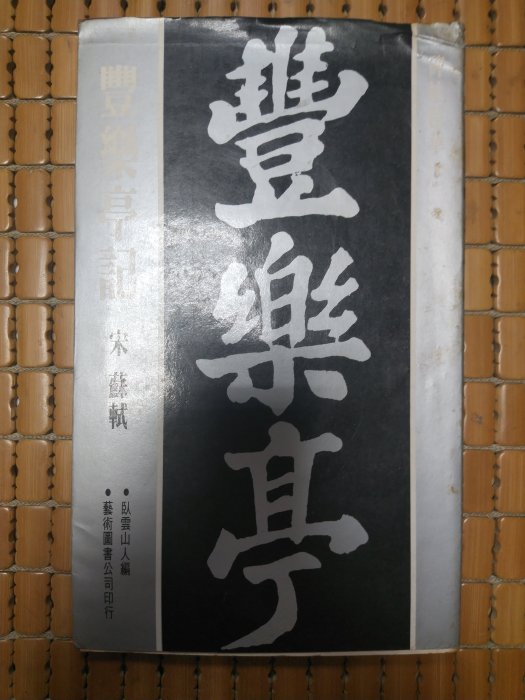 豐樂亭
豐樂亭記
宋 蘇軾
•臥雲山人編
•藝術圖書公司印行